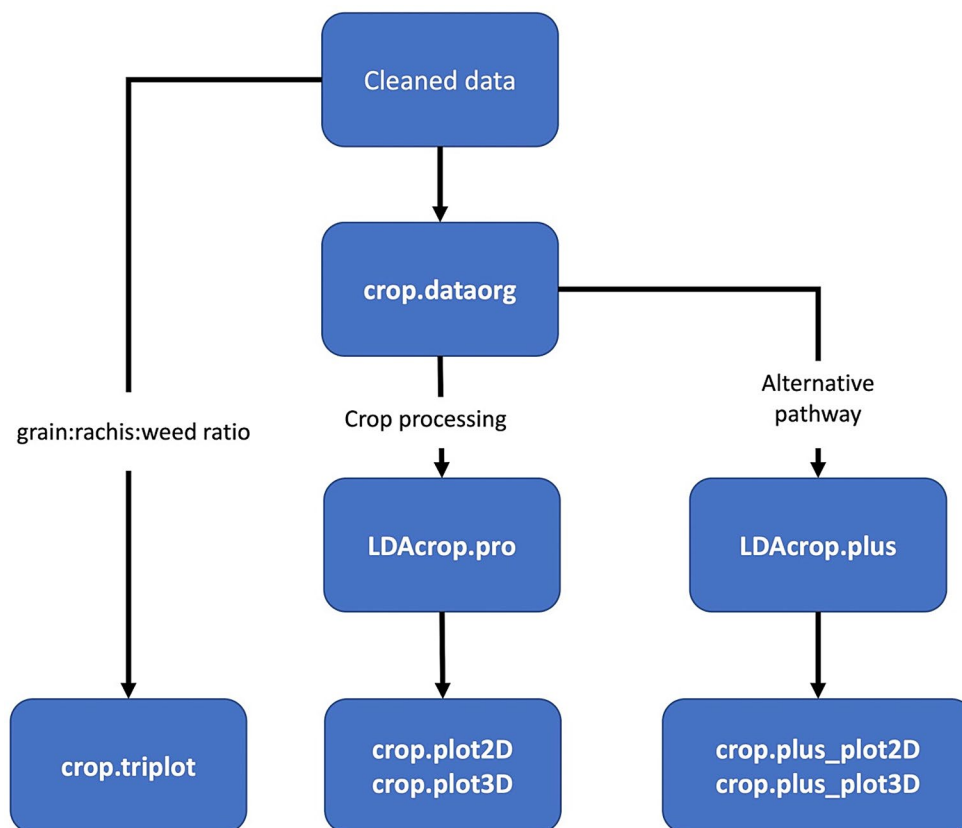 Cleaned data
crop.dataorg
Alternative
pathway
Crop processing
grain:rachis:weed ratio
LDAcrop.pro
LDAcrop.plus
crop.triplot
crop.plot2D
crop.plot3D
crop.plus_plot2D
crop.plus_plot3D